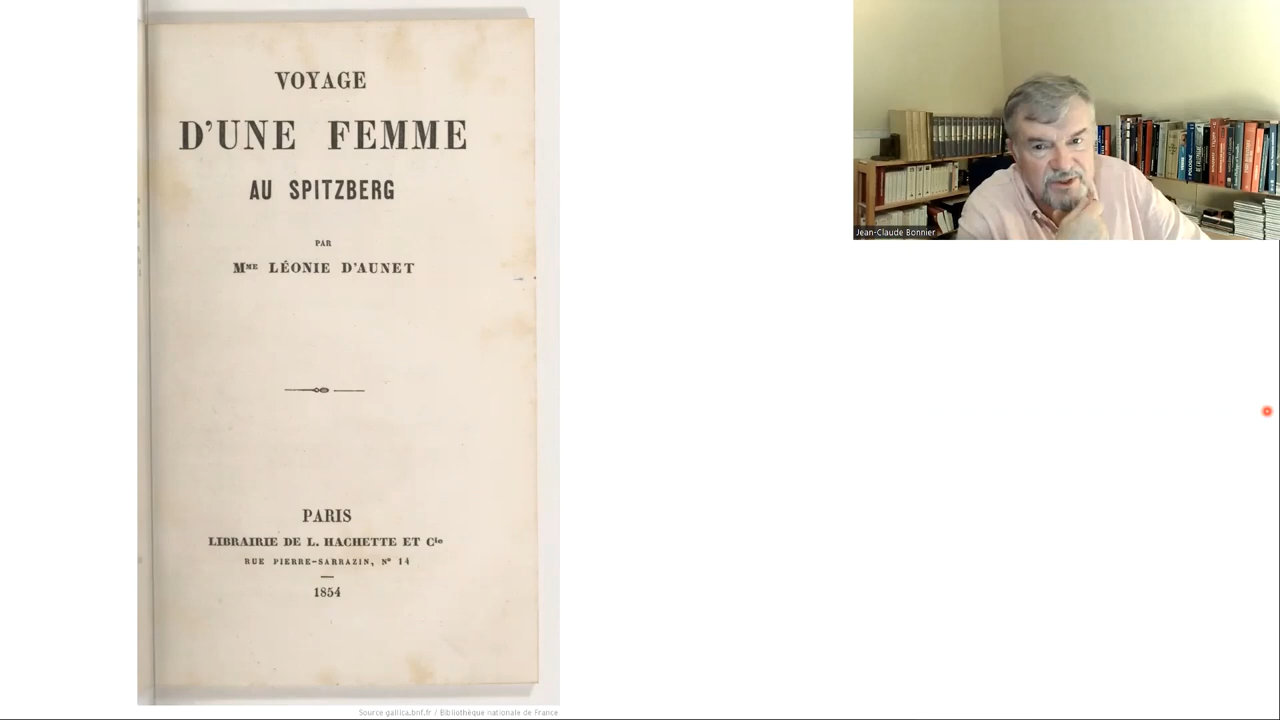 VOYAGE
D'UNE FEMME
AU SPITZBERG
PAR
Mme LÉONIE D'AUNET
PARIS
LIBRAIRIE DE L. HACHETTE ET Cie
RUE PIERRE-SARRAZIN, N° 14
1854
Source gallica.bnf.fr / Bibliothèque nationale de France
Jean-Claude Bonnier